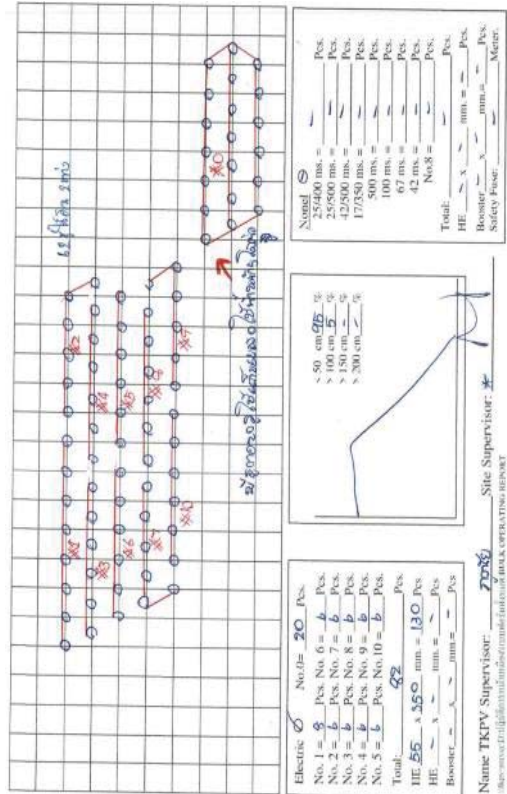 #2
#4
#5
#8
#9
#0
#1
#3
#6
#7
#10
Electric No.0= 20 Pcs.
No. 1 = 8 Pcs. No. 6 = 6 Pcs.
No. 2 = 6 Pcs. No. 7 = 6 Pcs.
No. 3 = 6 Pcs. No. 8 = 6 Pcs.
No. 4 = 6 Pcs. No. 9 = 6 Pcs.
No. 5 = 6 Pcs. No. 10 = 6 Pcs.
Total: 82 Pcs.
HE 55 x 350 mm. = 130 Pcs.
HE - x - mm. = - Pcs.
Booster - x - mm. = - Pcs
< 50 cm 95 %
> 100 cm 5 %
> 150 cm - %
> 200 cm - %
Nonel
25/400 ms. = - Pcs.
25/500 ms. = - Pcs.
42/500 ms. = - Pcs.
17/350 ms. = - Pcs.
500 ms. = - Pcs.
100 ms. = - Pcs.
67 ms. = - Pcs.
42 ms. = - Pcs.
No.8 = - Pcs.
Total: - Pcs.
HE - x - mm. = - Pcs.
Booster - x - mm. = - Pcs.
Safety Fuse: - Meter.
Name TKPV Supervisor: Site Supervisor:
BULK OPERATING REPORT